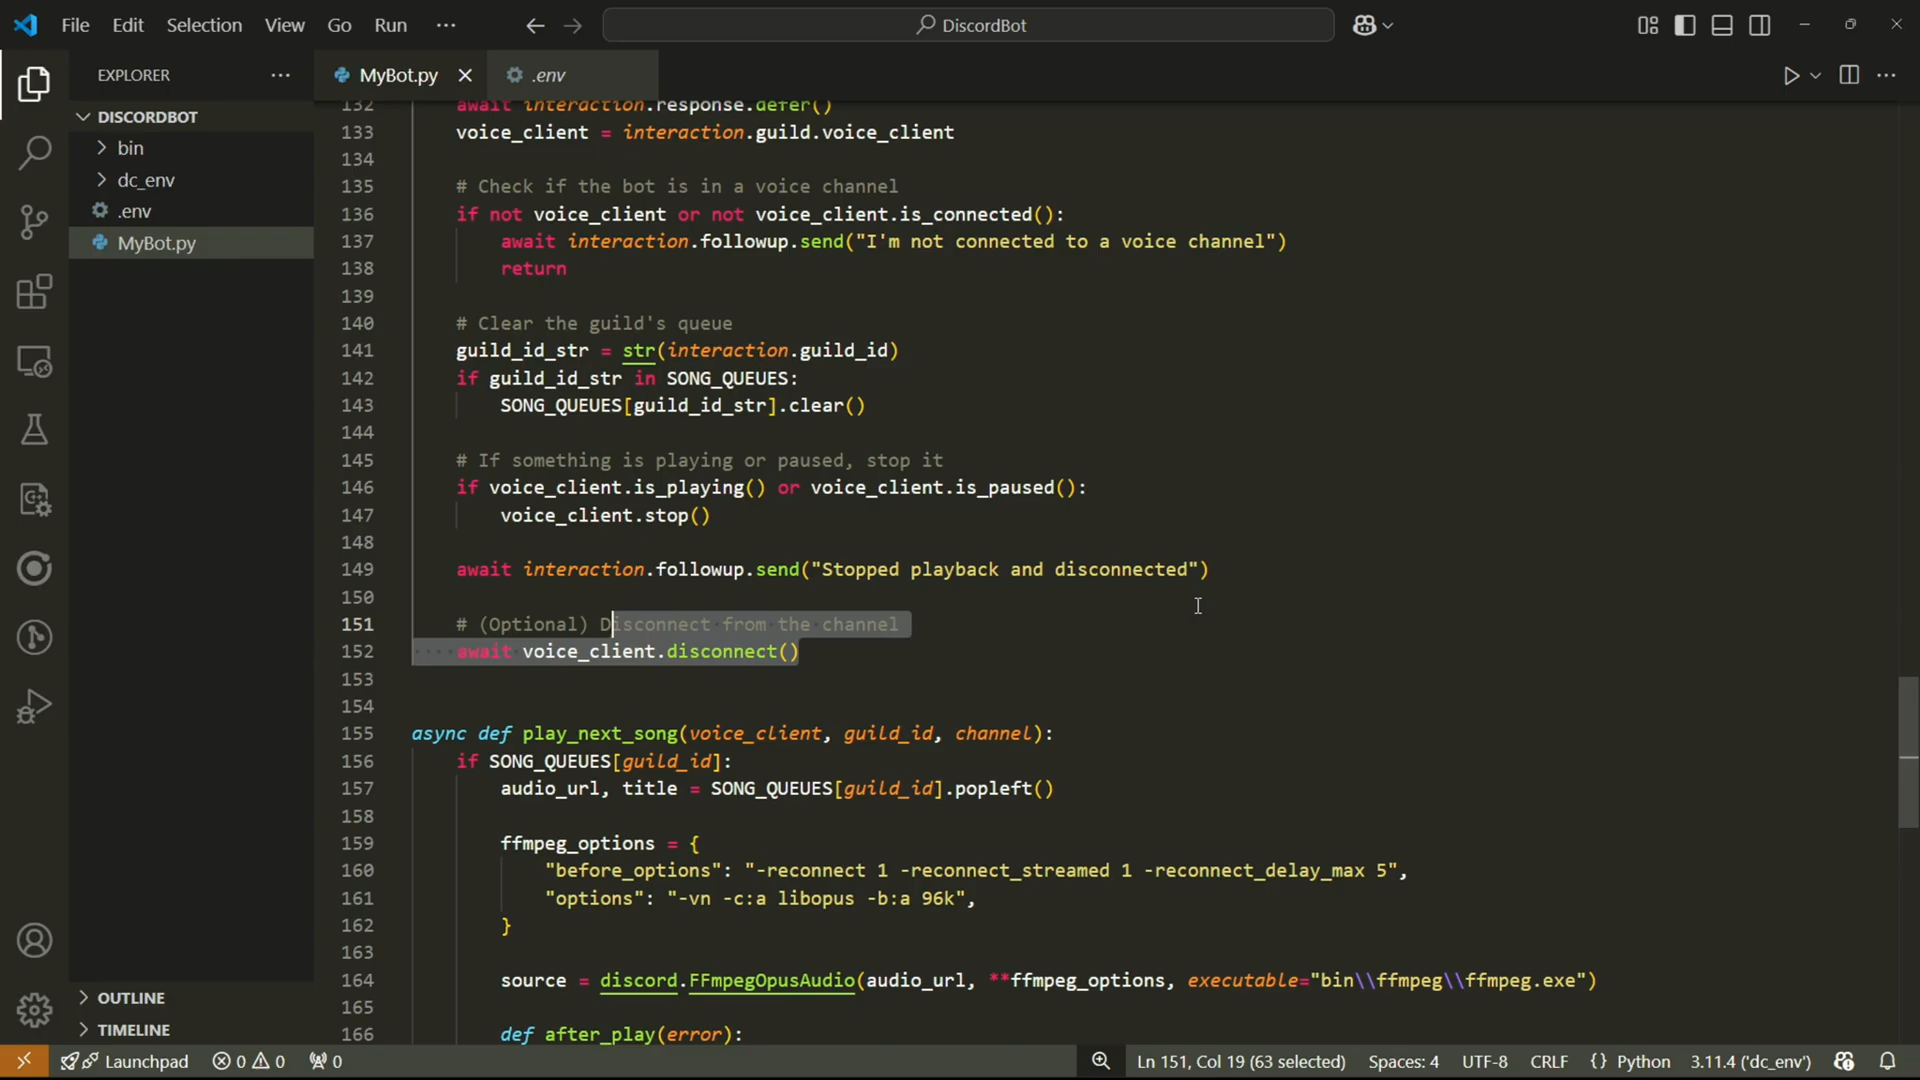 File Edit Selection View Go Run ··· DiscordBot
EXPLORER ··· MyBot.py .env
DISCORDBOT
bin
dc_env
.env
MyBot.py
132 await interaction.response.defer()
133 voice_client = interaction.guild.voice_client
134
135 # Check if the bot is in a voice channel
136 if not voice_client or not voice_client.is_connected():
137 await interaction.followup.send("I'm not connected to a voice channel")
138 return
139
140 # Clear the guild's queue
141 guild_id_str = str(interaction.guild_id)
142 if guild_id_str in SONG_QUEUES:
143 SONG_QUEUES[guild_id_str].clear()
144
145 # If something is playing or paused, stop it
146 if voice_client.is_playing() or voice_client.is_paused():
147 voice_client.stop()
148
149 await interaction.followup.send("Stopped playback and disconnected")
150
151 # (Optional) Disconnect from the channel
152 await voice_client.disconnect()
153
154
155 async def play_next_song(voice_client, guild_id, channel):
156 if SONG_QUEUES[guild_id]:
157 audio_url, title = SONG_QUEUES[guild_id].popleft()
158
159 ffmpeg_options = {
160 "before_options": "-reconnect 1 -reconnect_streamed 1 -reconnect_delay_max 5",
161 "options": "-vn -c:a libopus -b:a 96k",
162 }
163
164 source = discord.FFmpegOpusAudio(audio_url, **ffmpeg_options, executable="bin\\ffmpeg\\ffmpeg.exe")
165
166 def after_play(error):
OUTLINE
TIMELINE
Launchpad 0 0 0 Ln 151, Col 19 (63 selected) Spaces: 4 UTF-8 CRLF {} Python 3.11.4 ('dc_env')